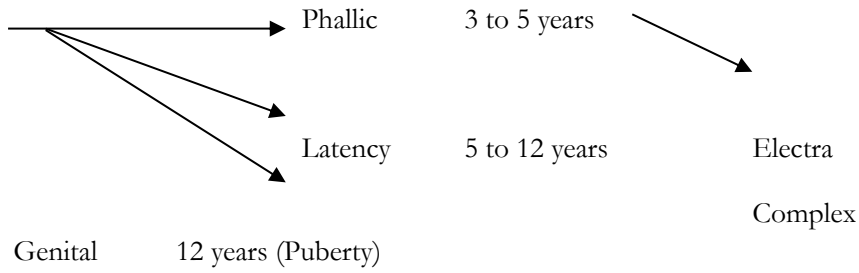 Phallic 3 to 5 years
Latency 5 to 12 years Electra
Complex
Genital 12 years (Puberty)